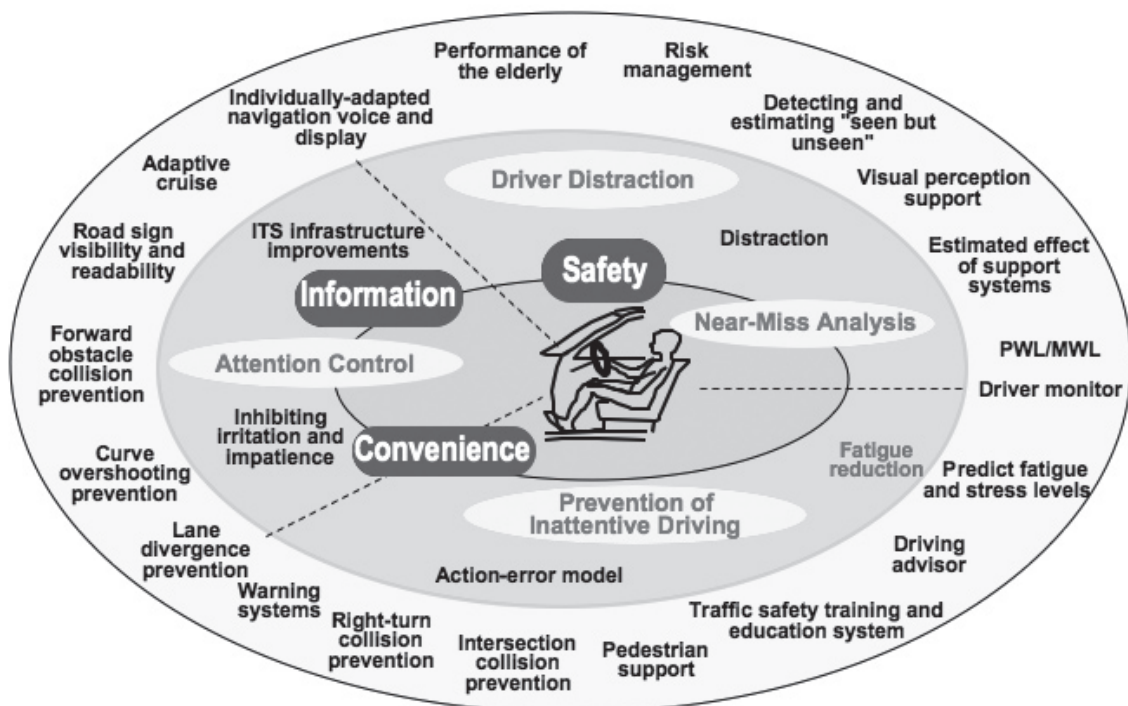 Performance of
the elderly
Risk
management
Individually-adapted
navigation voice and
display
Detecting and
estimating "seen but
unseen"
Adaptive
cruise
Driver Distraction
Visual perception
support
Road sign
visibility and
readability
ITS infrastructure
improvements
Distraction
Estimated effect
of support
systems
Safety
Information
Near-Miss Analysis
Forward
obstacle
collision
prevention
Attention Control
PWL/MWL
Driver monitor
Inhibiting
irritation and
impatience
Convenience
Curve
overshooting
prevention
Fatigue
reduction
Predict fatigue
and stress levels
Prevention of
Inattentive Driving
Lane
divergence
prevention
Driving
advisor
Action-error model
Warning
systems
Right-turn
collision
prevention
Intersection
collision
prevention
Pedestrian
support
Traffic safety training and
education system